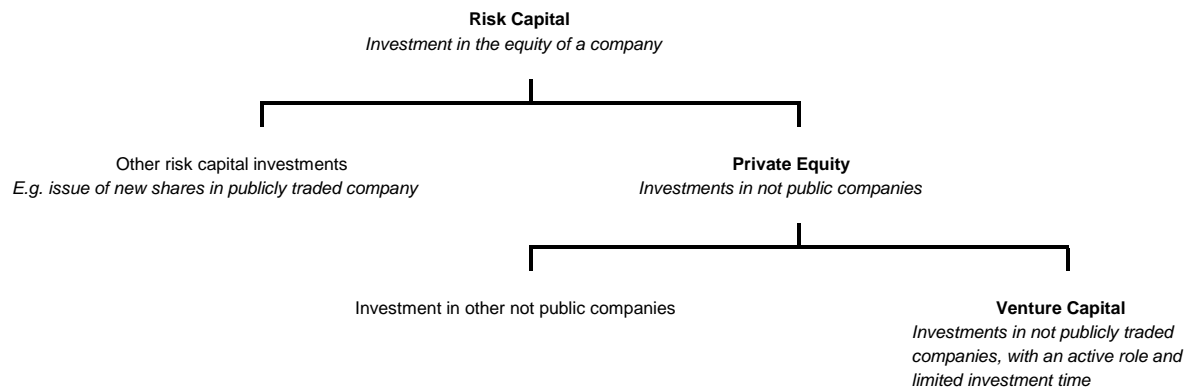 Risk Capital
Investment in the equity of a company
Other risk capital investments
E.g. issue of new shares in publicly traded company
Private Equity
Investments in not public companies
Investment in other not public companies
Venture Capital
Investments in not publicly traded
companies, with an active role and
limited investment time